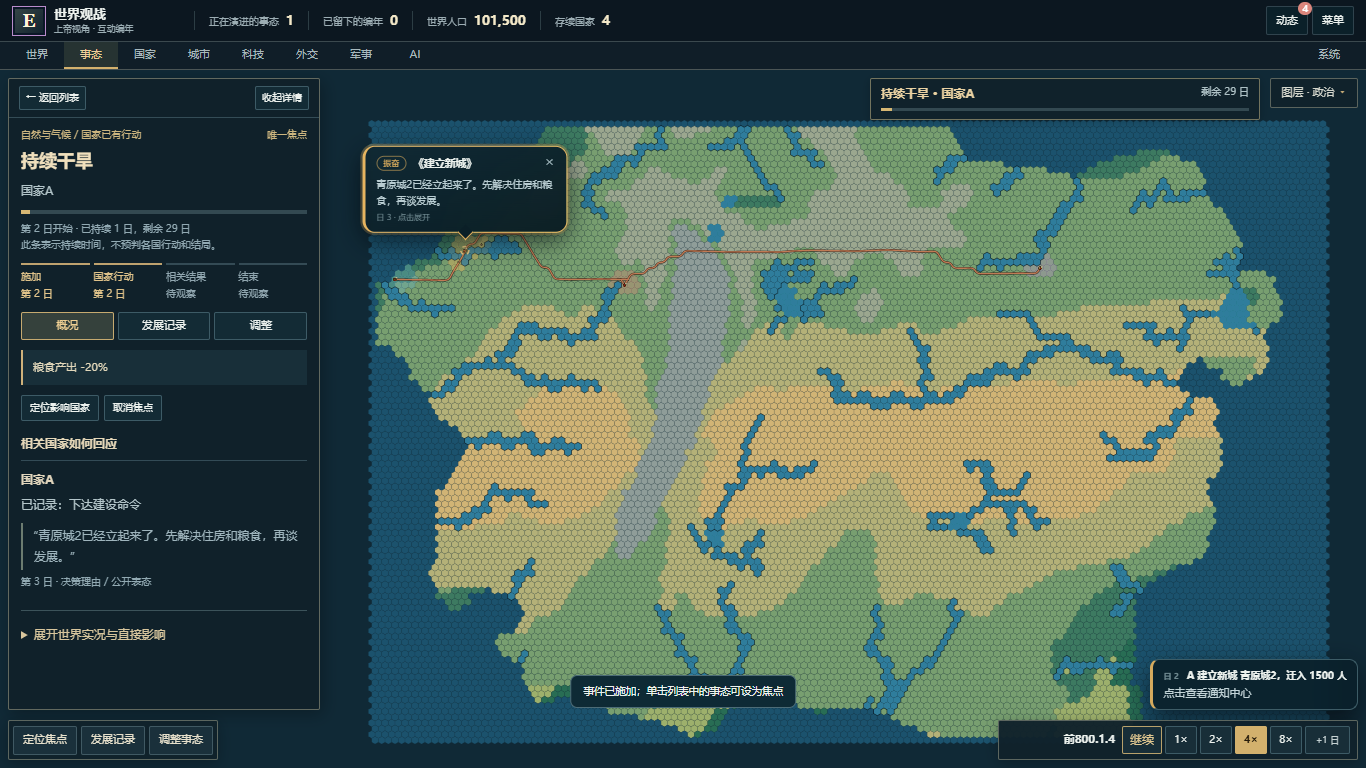 E
世界观战
上帝视角 · 互动编年
正在演进的事态 1
已留下的编年 0
世界人口 101,500
存续国家 4
动态 4
菜单
世界 事态 国家 城市 科技 外交 军事 AI 系统
← 返回列表 收起详情
自然与气候 / 国家已有行动 唯一焦点
持续干旱
国家A
第 2 日开始 · 已持续 1 日，剩余 29 日
此条表示持续时间，不预判各国行动和结局。
施加 国家行动 相关结果 结束
第 2 日 第 2 日 待观察 待观察
概况 发展记录 调整
粮食产出 -20%
定位影响国家 取消焦点
相关国家如何回应
国家A
已记录：下达建设命令
“青原城2已经立起来了。先解决住房和粮食，再谈
发展。”
第 3 日 · 决策理由 / 公开表态
▶ 展开世界实况与直接影响
定位焦点 发展记录 调整事态
持续干旱 • 国家A 剩余 29 日
图层 · 政治
振奋 《建立新城》 ×
青原城2已经立起来了。先解决住房和粮
食，再谈发展。
日 3 · 点击展开
事件已施加；单击列表中的事态可设为焦点
日 2 A 建立新城 青原城2，迁入 1500 人
点击查看通知中心
前800.1.4 继续 1× 2× 4× 8× +1 日